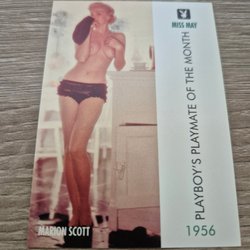 MISS MAY
PLAYBOY'S PLAYMATE OF THE MONTH
MARION SCOTT
1956